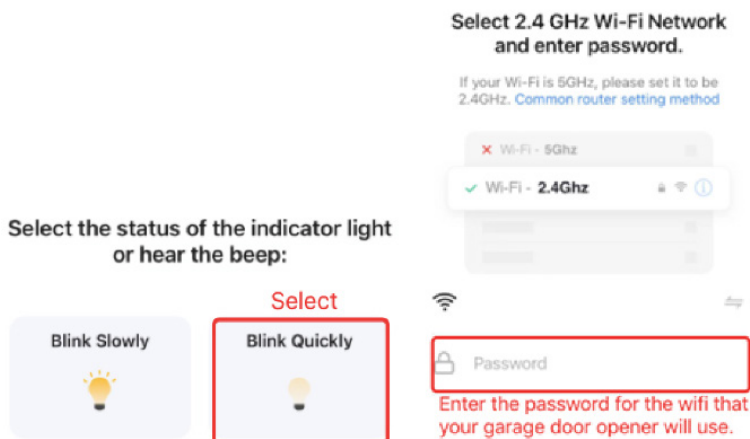 Select the status of the indicator light
or hear the beep:
Select
Blink Slowly
Blink Quickly
Select 2.4 GHz Wi-Fi Network
and enter password.
If your Wi-Fi is 5GHz, please set it to be
2.4GHz. Common router setting method
Wi-Fi - 5Ghz
Wi-Fi - 2.4Ghz
Password
Enter the password for the wifi that
your garage door opener will use.